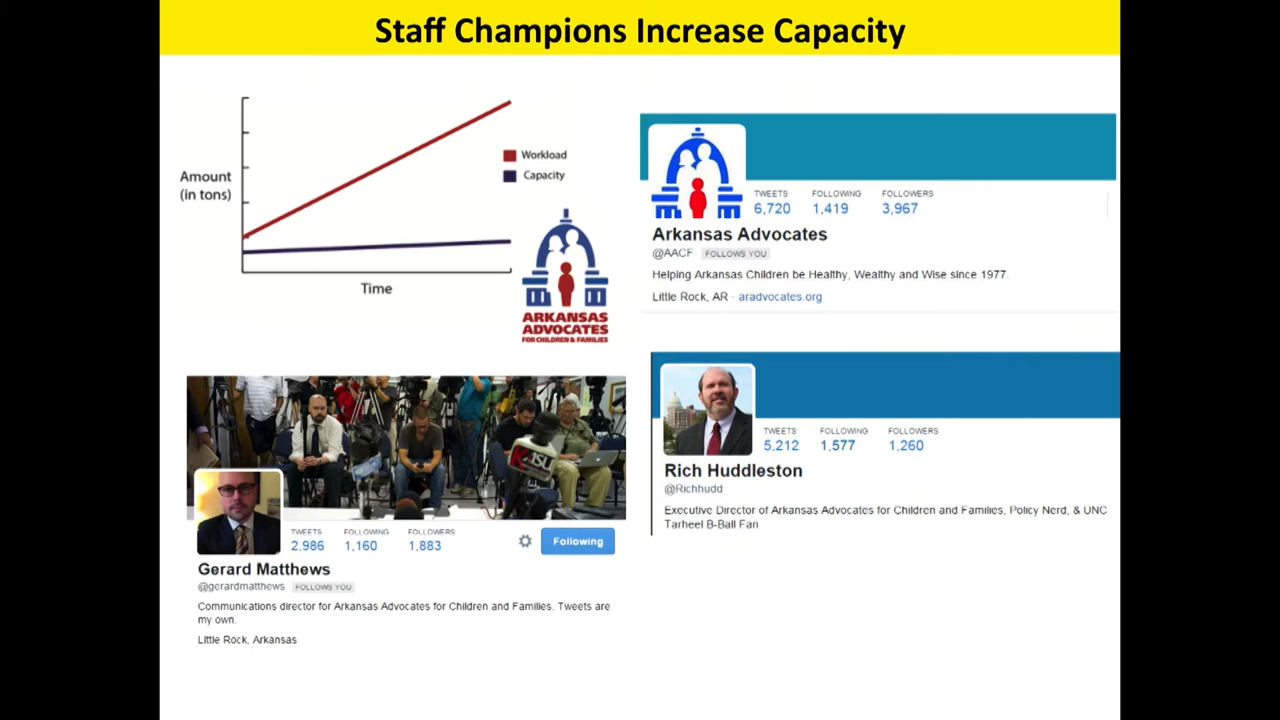 Staff Champions Increase Capacity
Amount
(in tons)
Workload
Capacity
Time
ARKANSAS
ADVOCATES
FOR CHILDREN & FAMILIES
TWEETS FOLLOWING FOLLOWERS
6,720 1,419 3,967
Arkansas Advocates
@AACF FOLLOWS YOU
Helping Arkansas Children be Healthy, Wealthy and Wise since 1977.
Little Rock, AR · aradvocates.org
KASU
TWEETS FOLLOWING FOLLOWERS
2,986 1,160 1,883
Following
Gerard Matthews
@gerardmatthews FOLLOWS YOU
Communications director for Arkansas Advocates for Children and Families. Tweets are
my own.
Little Rock, Arkansas
TWEETS FOLLOWING FOLLOWERS
5,212 1,577 1,260
Rich Huddleston
@Richhudd
Executive Director of Arkansas Advocates for Children and Families, Policy Nerd, & UNC
Tarheel B-Ball Fan